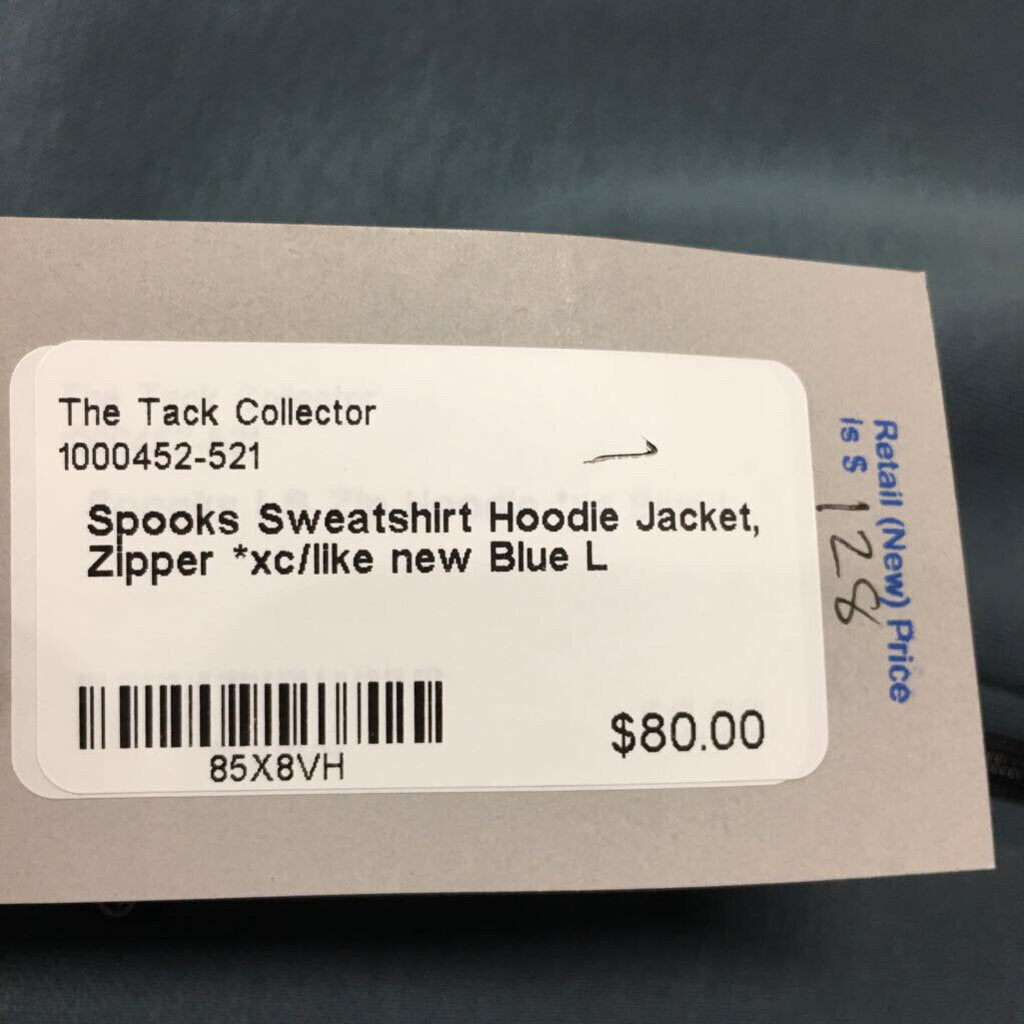 The Tack Collector
1000452-521
Spooks Sweatshirt Hoodie Jacket,
Zipper *xc/like new Blue L
85X8VH
$80.00
Retail (New) Price
is $ 128